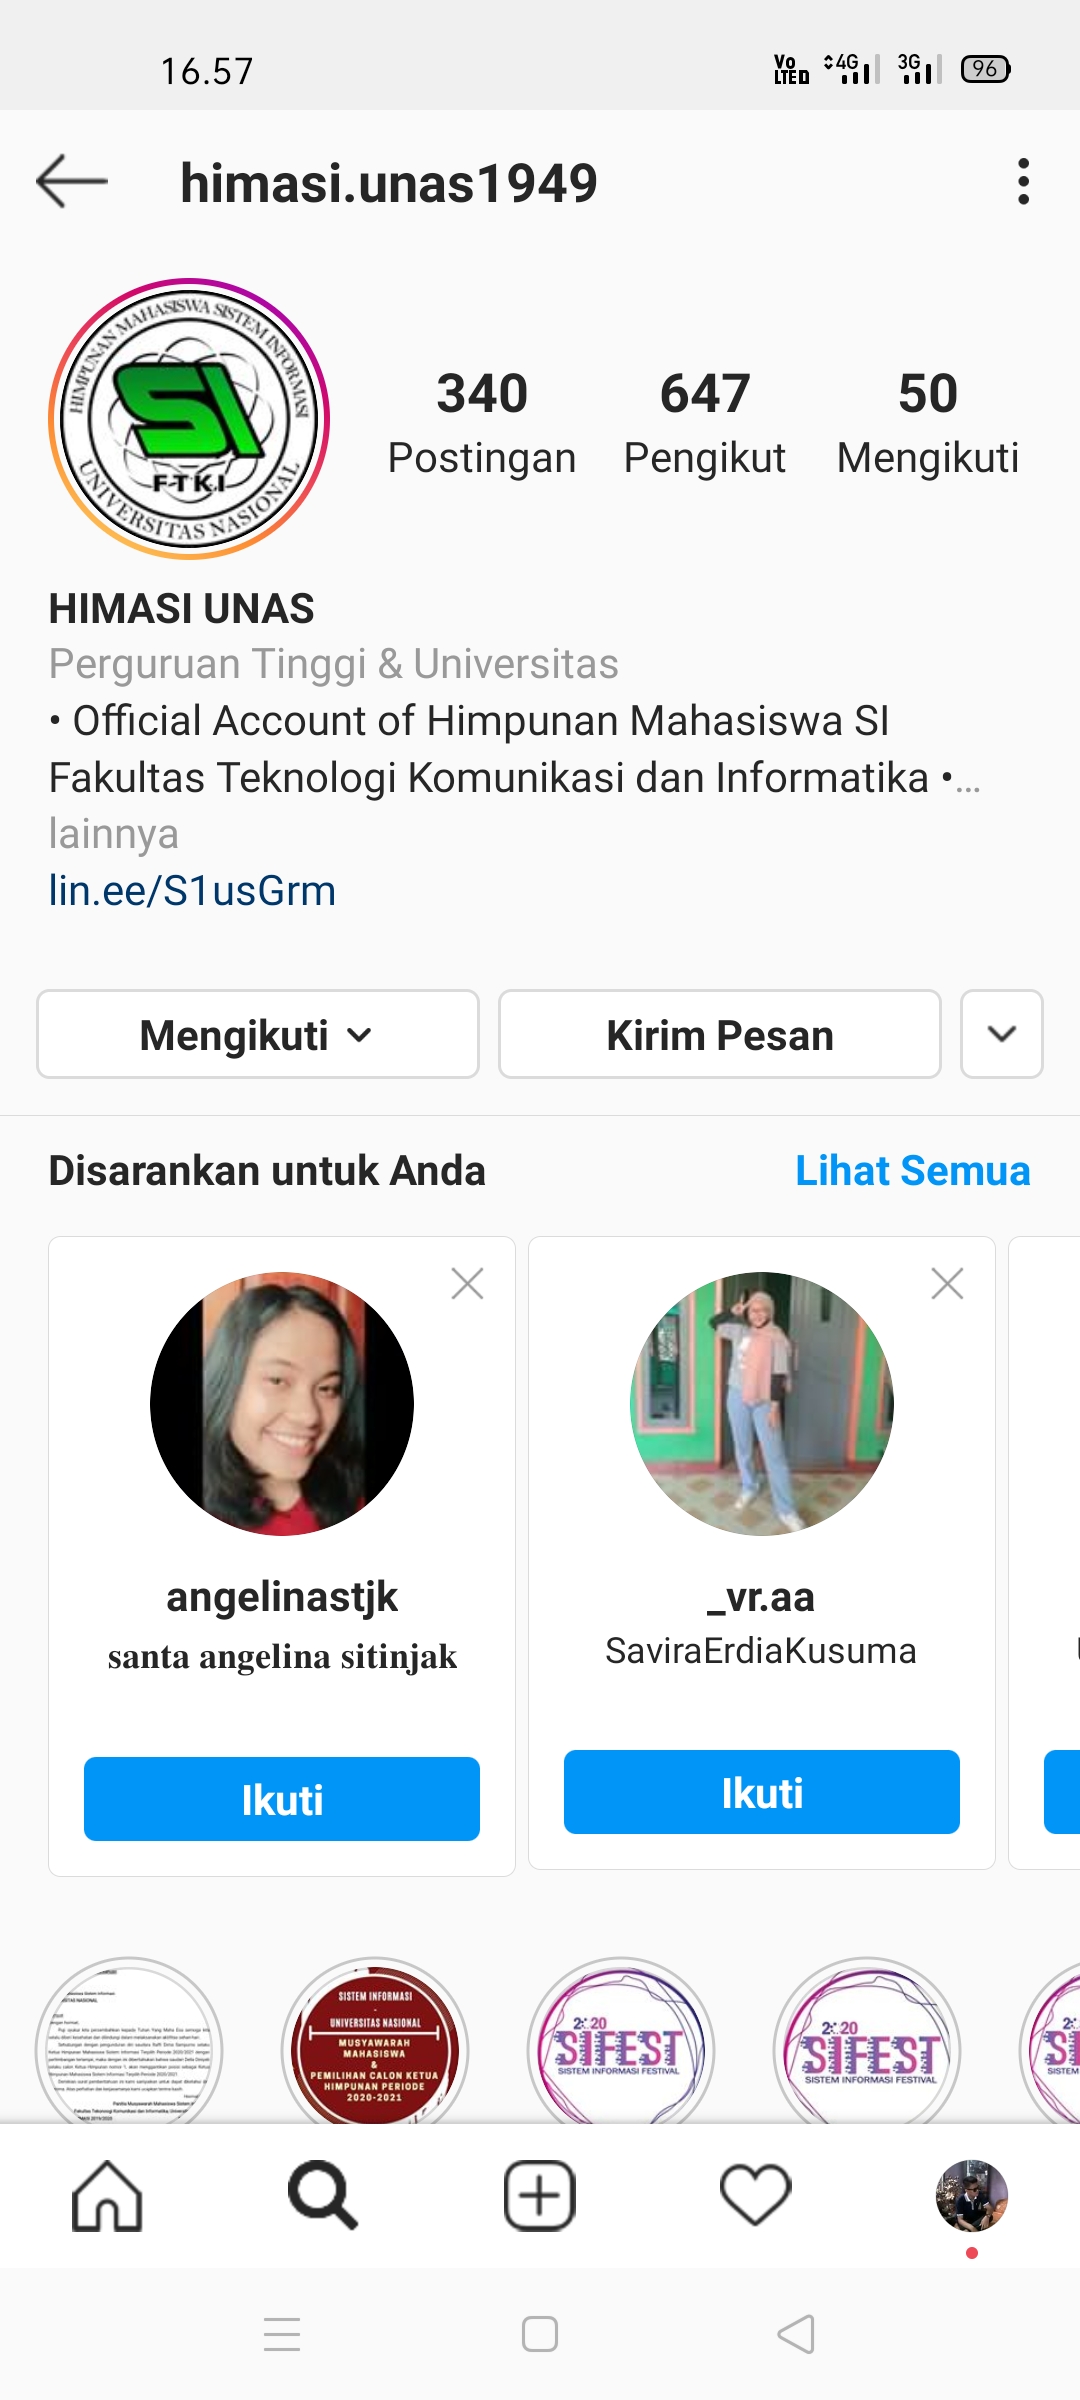 16.57
Vo LTE D
4G
3G
96
himasi.unas1949
HIMPUNAN MAHASISWA SISTEM INFORMASI
SI
FTKI
UNIVERSITAS NASIONAL
340 647 50
Postingan Pengikut Mengikuti
HIMASI UNAS
Perguruan Tinggi & Universitas
• Official Account of Himpunan Mahasiswa SI
Fakultas Teknologi Komunikasi dan Informatika •...
lainnya
lin.ee/S1usGrm
Mengikuti Kirim Pesan
Disarankan untuk Anda Lihat Semua
angelinastjk
santa angelina sitinjak
Ikuti
_vr.aa
SaviraErdiaKusuma
Ikuti
SISTEM INFORMASI
-
UNIVERSITAS NASIONAL
MUSYAWARAH
MAHASISWA
&
PEMILIHAN CALON KETUA
HIMPUNAN PERIODE
2020-2021
2020
SIFEST
SISTEM INFORMASI FESTIVAL
2020
SIFEST
SISTEM INFORMASI FESTIVAL